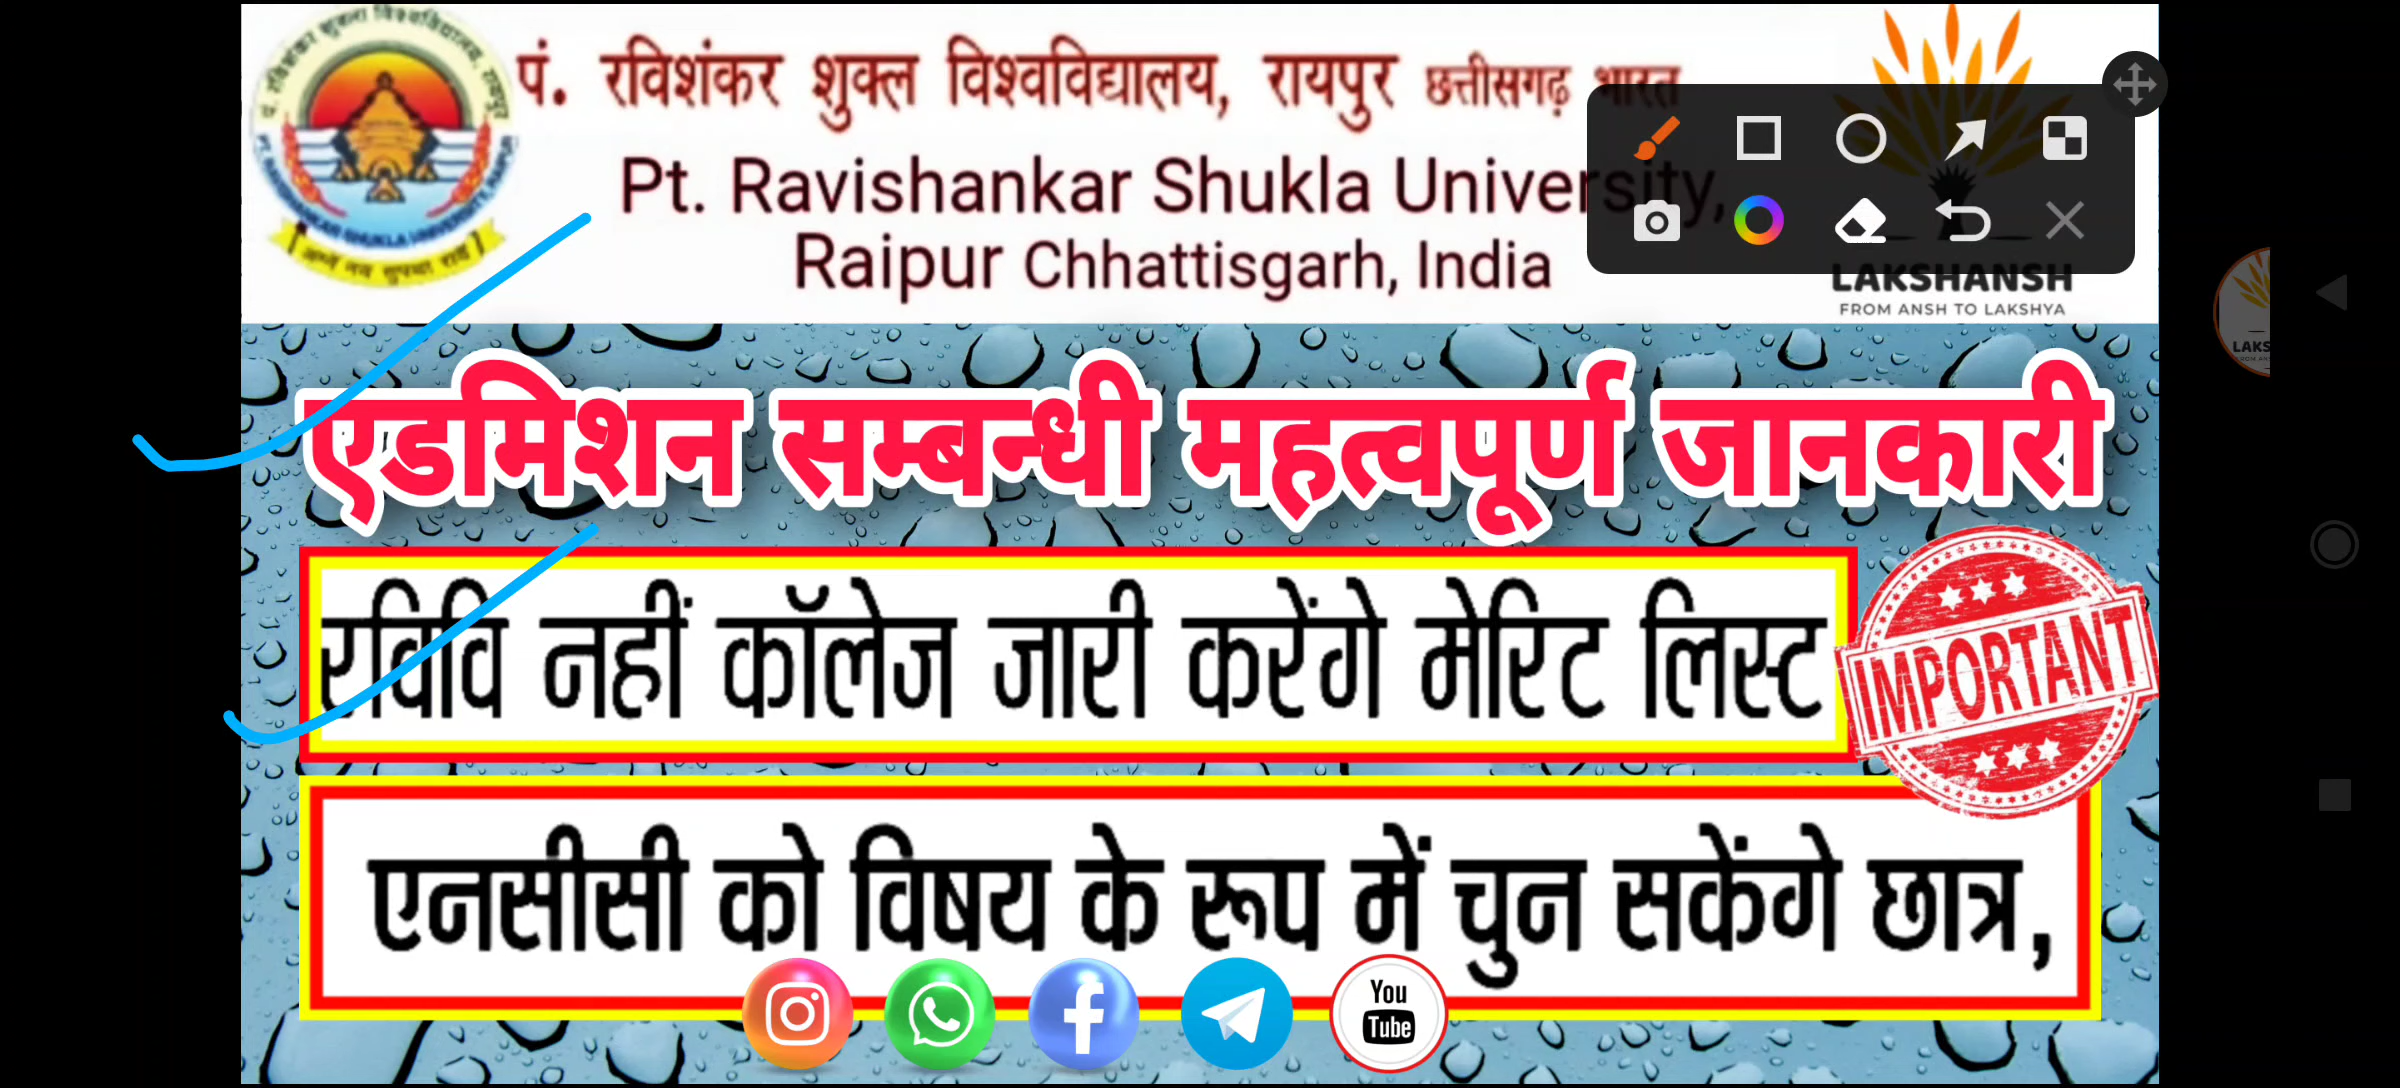 पं. रविशंकर शुक्ल विश्वविद्यालय, रायपुर छत्तीसगढ़ भारत
Pt. Ravishankar Shukla University,
Raipur Chhattisgarh, India
LAKSHANSH
FROM ANSH TO LAKSHYA
एडमिशन सम्बन्धी महत्वपूर्ण जानकारी
रविवि नहीं कॉलेज जारी करेंगे मेरिट लिस्ट
IMPORTANT
एनसीसी को विषय के रूप में चुन सकेंगे छात्र,
You
Tube
LAKS